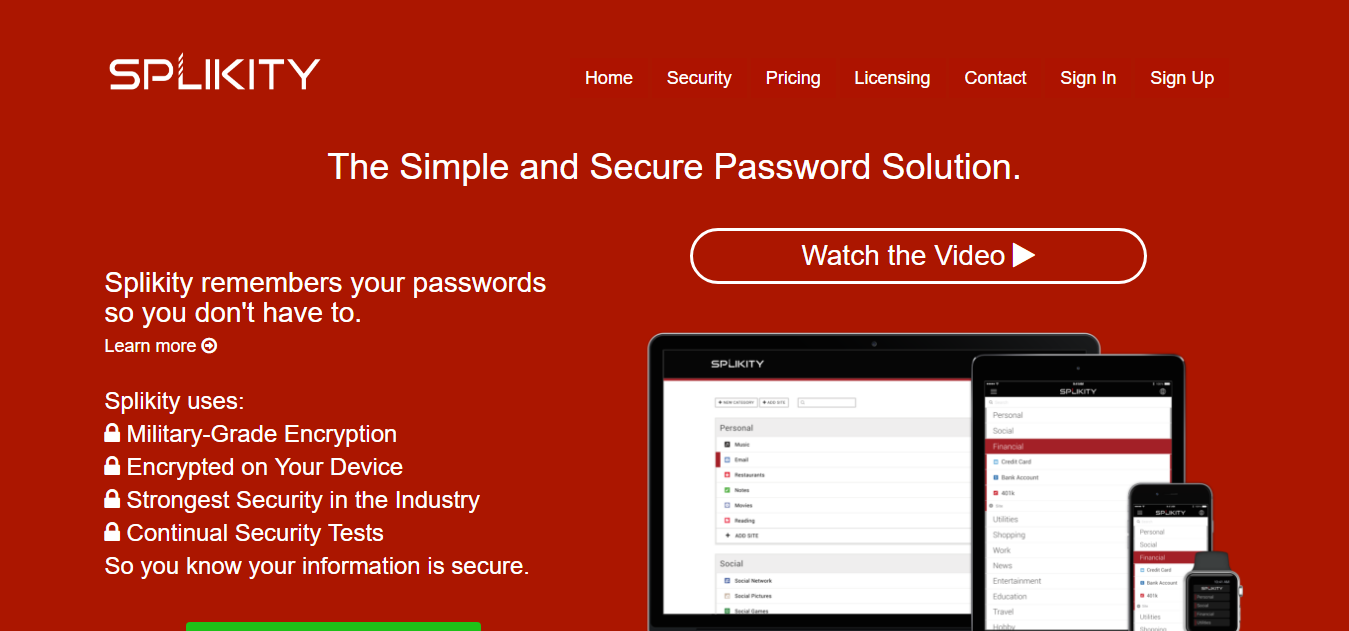 SPLIKITY
Home Security Pricing Licensing Contact Sign In Sign Up
The Simple and Secure Password Solution.
Watch the Video
Splikity remembers your passwords
so you don't have to.
Learn more
Splikity uses:
Military-Grade Encryption
Encrypted on Your Device
Strongest Security in the Industry
Continual Security Tests
So you know your information is secure.
SPLIKITY
NEW CATEGORY ADD SITE
Personal
Music
Email
Restaurants
Notes
Movies
Reading
ADD SITE
Social
Social Network
Social Pictures
Social Games
SPLIKITY
Personal
Social
Financial
Credit Card
Bank Account
401k
Utilities
Shopping
Work
News
Entertainment
Education
Travel
Hobby
SPLIKITY
Personal
Social
Financial
Credit Card
Bank Account
401k
Utilities
Shopping
SPLIKITY
Personal
Social
Financial
Utilities